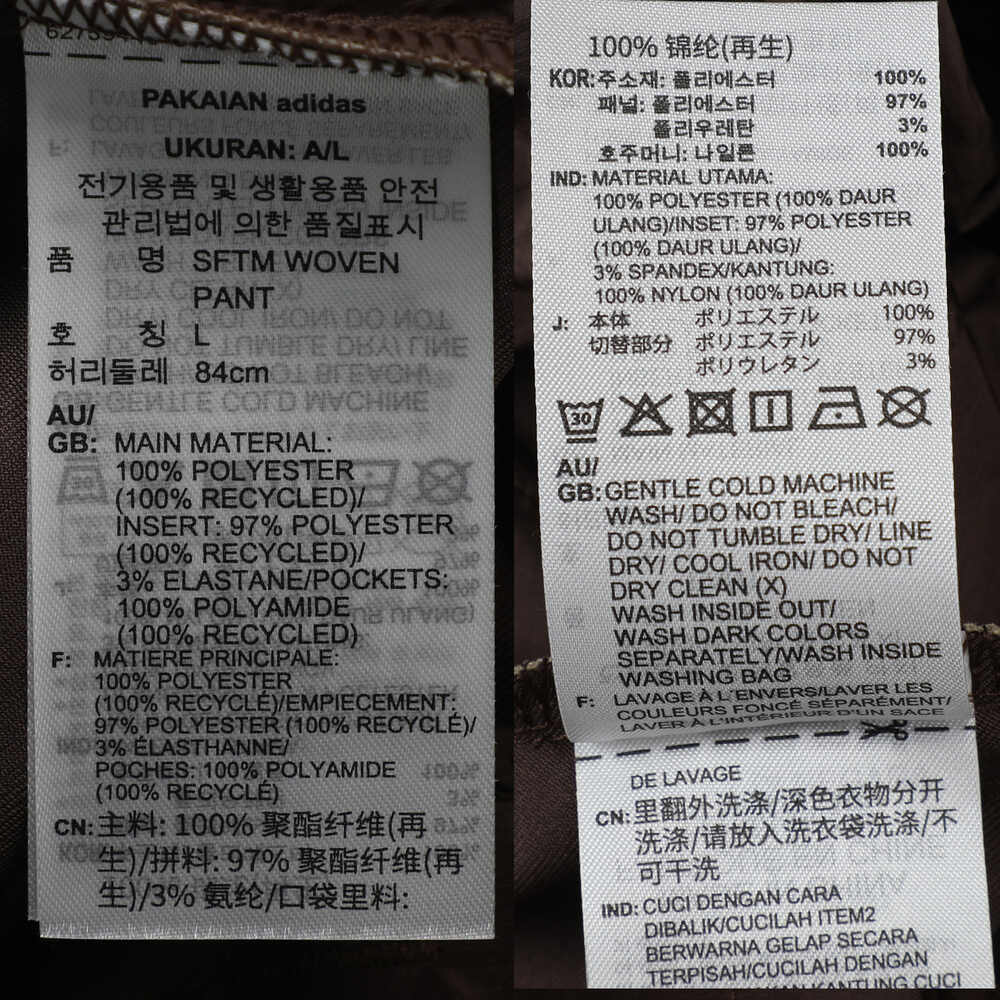 PAKAIAN adidas
UKURAN: A/L
전기용품 및 생활용품 안전
관리법에 의한 품질표시
품 명 SFTM WOVEN
PANT
호 칭 L
허리둘레 84cm
AU/
GB: MAIN MATERIAL:
100% POLYESTER
(100% RECYCLED)/
INSERT: 97% POLYESTER
(100% RECYCLED)/
3% ELASTANE/POCKETS:
100% POLYAMIDE
(100% RECYCLED)
F: MATIERE PRINCIPALE:
100% POLYESTER
(100% RECYCLÉ)/EMPIECEMENT:
97% POLYESTER (100% RECYCLÉ)/
3% ÉLASTHANNE/
POCHES: 100% POLYAMIDE
(100% RECYCLÉ)
CN: 主料: 100% 聚酯纤维(再
生)/拼料: 97% 聚酯纤维(再
生)/3% 氨纶/口袋里料:
100% 锦纶(再生)
KOR: 주소재: 폴리에스터 100%
패널: 폴리에스터 97%
폴리우레탄 3%
호주머니: 나일론 100%
IND: MATERIAL UTAMA:
100% POLYESTER (100% DAUR
ULANG)/INSET: 97% POLYESTER
(100% DAUR ULANG)/
3% SPANDEX/KANTUNG:
100% NYLON (100% DAUR ULANG)
J: 本体 ポリエステル 100%
切替部分 ポリエステル 97%
ポリウレタン 3%
30
AU/
GB: GENTLE COLD MACHINE
WASH/ DO NOT BLEACH/
DO NOT TUMBLE DRY/ LINE
DRY/ COOL IRON/ DO NOT
DRY CLEAN (X)
WASH INSIDE OUT/
WASH DARK COLORS
SEPARATELY/WASH INSIDE
WASHING BAG
F: LAVAGE À L'ENVERS/LAVER LES
COULEURS FONCÉ SÉPARÉMENT/
LAVER À L'INTÉRIEUR D'UN SACE
DE LAVAGE
CN: 里翻外洗涤/深色衣物分开
洗涤/请放入洗衣袋洗涤/不
可干洗
IND: CUCI DENGAN CARA
DIBALIK/CUCILAH ITEM2
BERWARNA GELAP SECARA
TERPISAH/CUCILAH DENGAN
KANTUNG CUCI